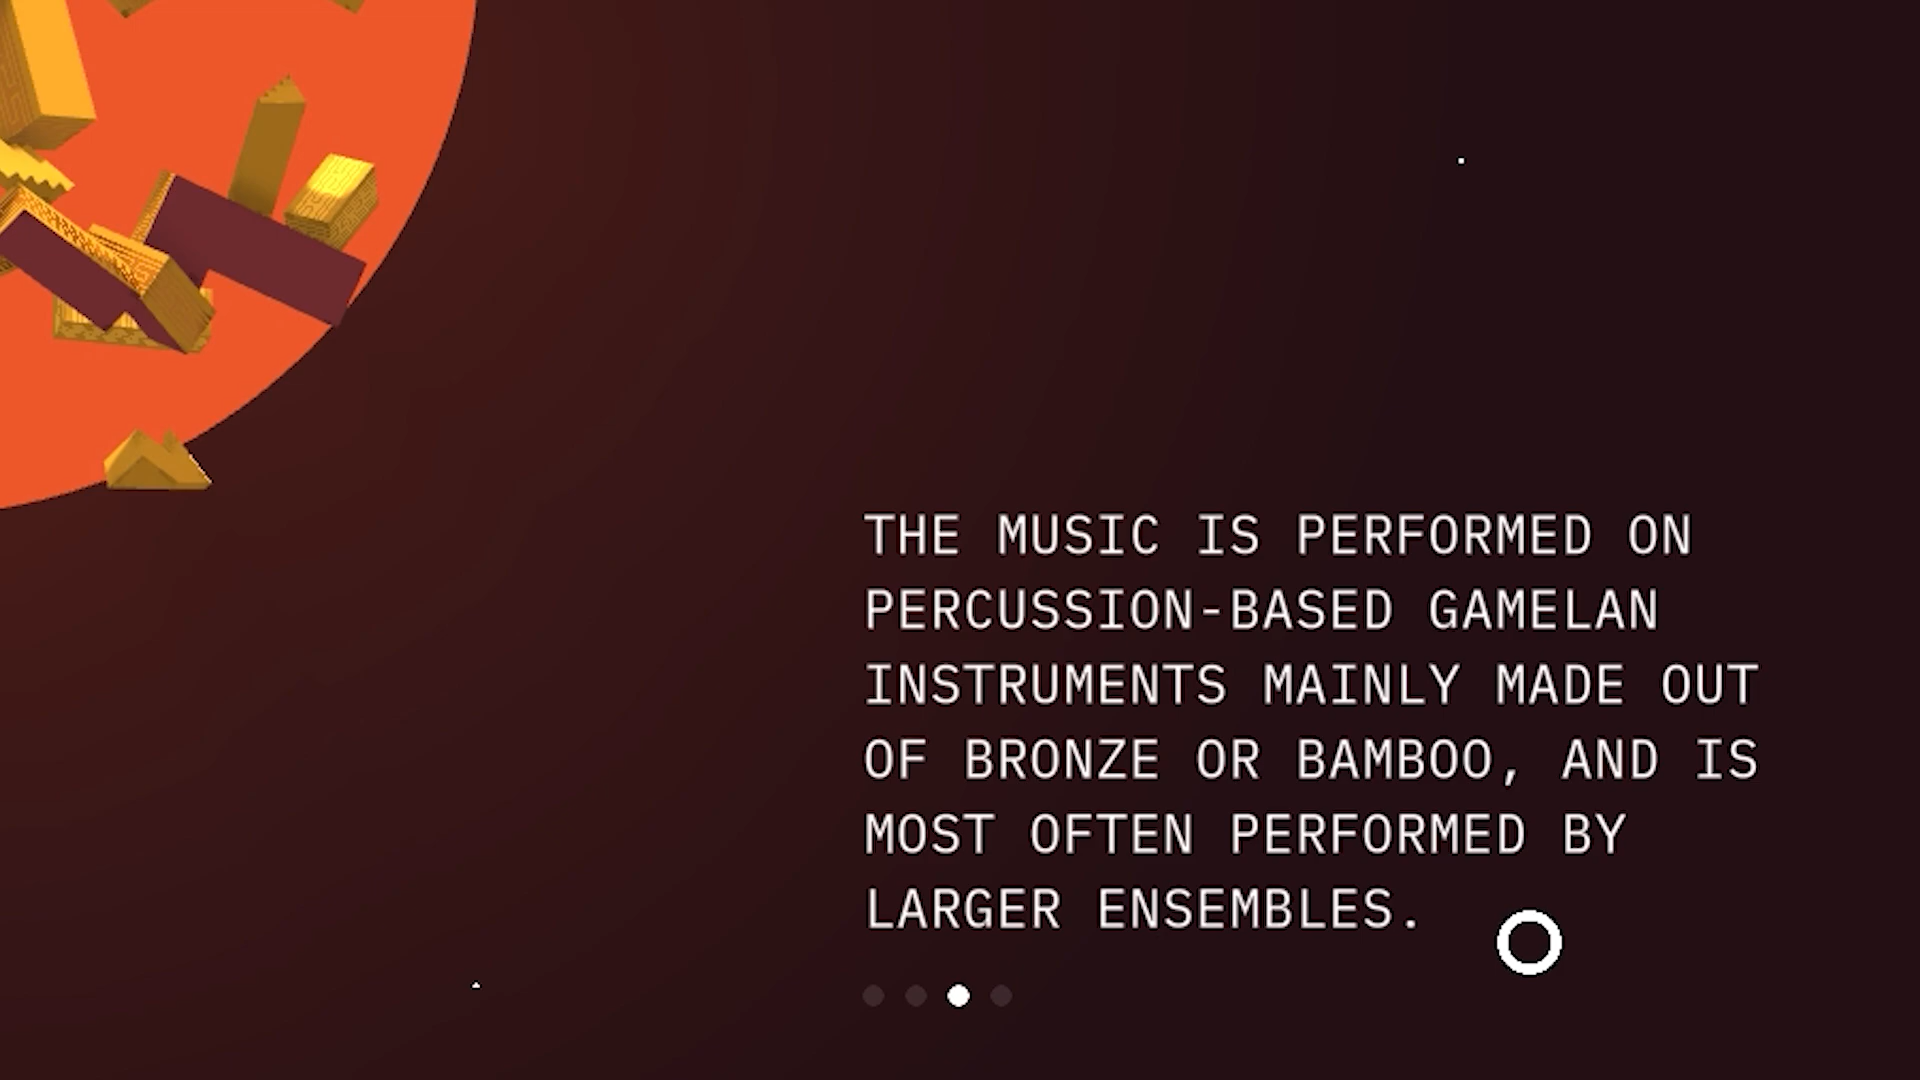 THE MUSIC IS PERFORMED ON
PERCUSSION-BASED GAMELAN
INSTRUMENTS MAINLY MADE OUT
OF BRONZE OR BAMBOO, AND IS
MOST OFTEN PERFORMED BY
LARGER ENSEMBLES.